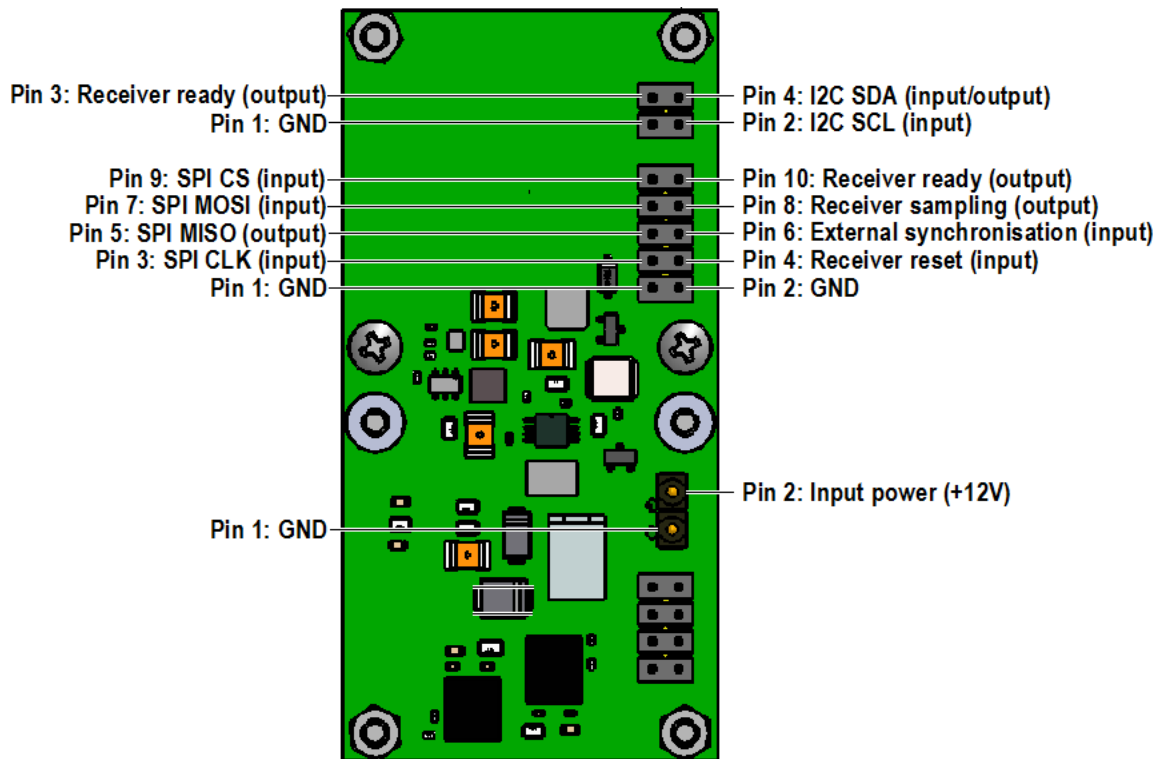 Pin 3: Receiver ready (output)
Pin 4: I2C SDA (input/output)
Pin 1: GND
Pin 2: I2C SCL (input)
Pin 9: SPI CS (input)
Pin 10: Receiver ready (output)
Pin 7: SPI MOSI (input)
Pin 8: Receiver sampling (output)
Pin 5: SPI MISO (output)
Pin 6: External synchronisation (input)
Pin 3: SPI CLK (input)
Pin 4: Receiver reset (input)
Pin 1: GND
Pin 2: GND
Pin 2: Input power (+12V)
Pin 1: GND